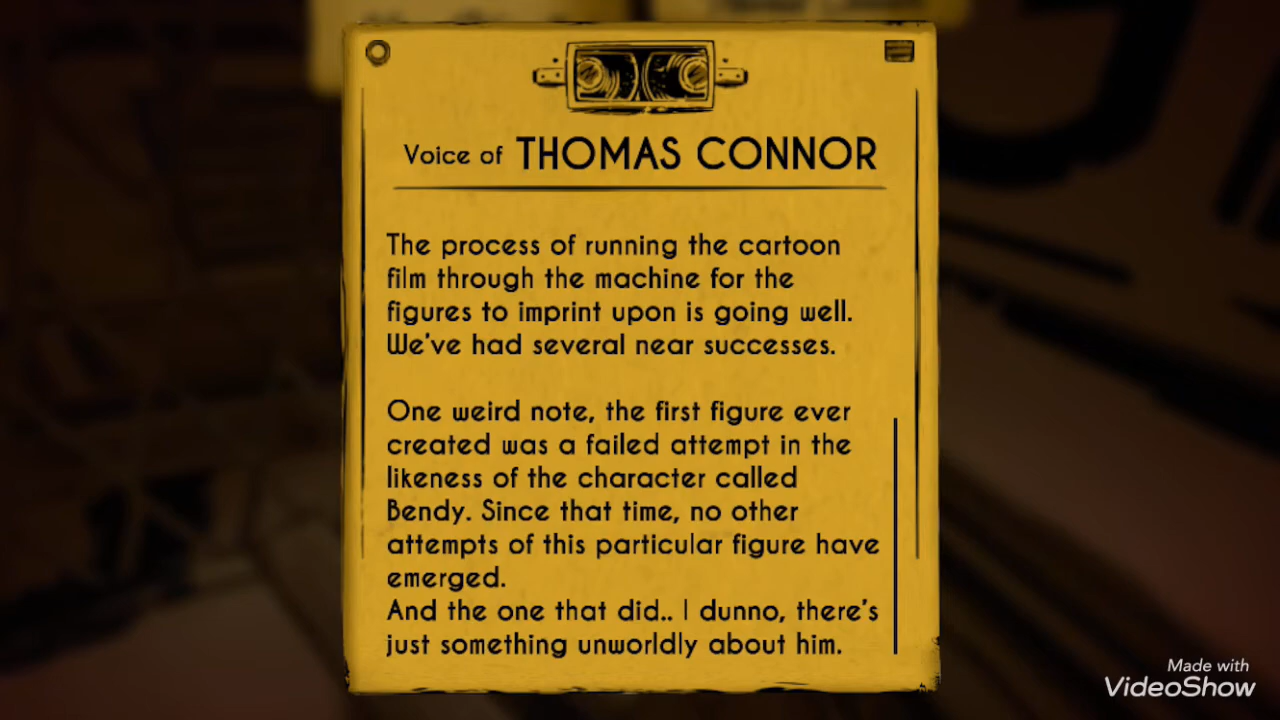 Voice of THOMAS CONNOR
The process of running the cartoon
film through the machine for the
figures to imprint upon is going well.
We've had several near successes.
One weird note, the first figure ever
created was a failed attempt in the
likeness of the character called
Bendy. Since that time, no other
attempts of this particular figure have
emerged.
And the one that did.. I dunno, there's
just something unworldly about him.
Made with
VideoShow